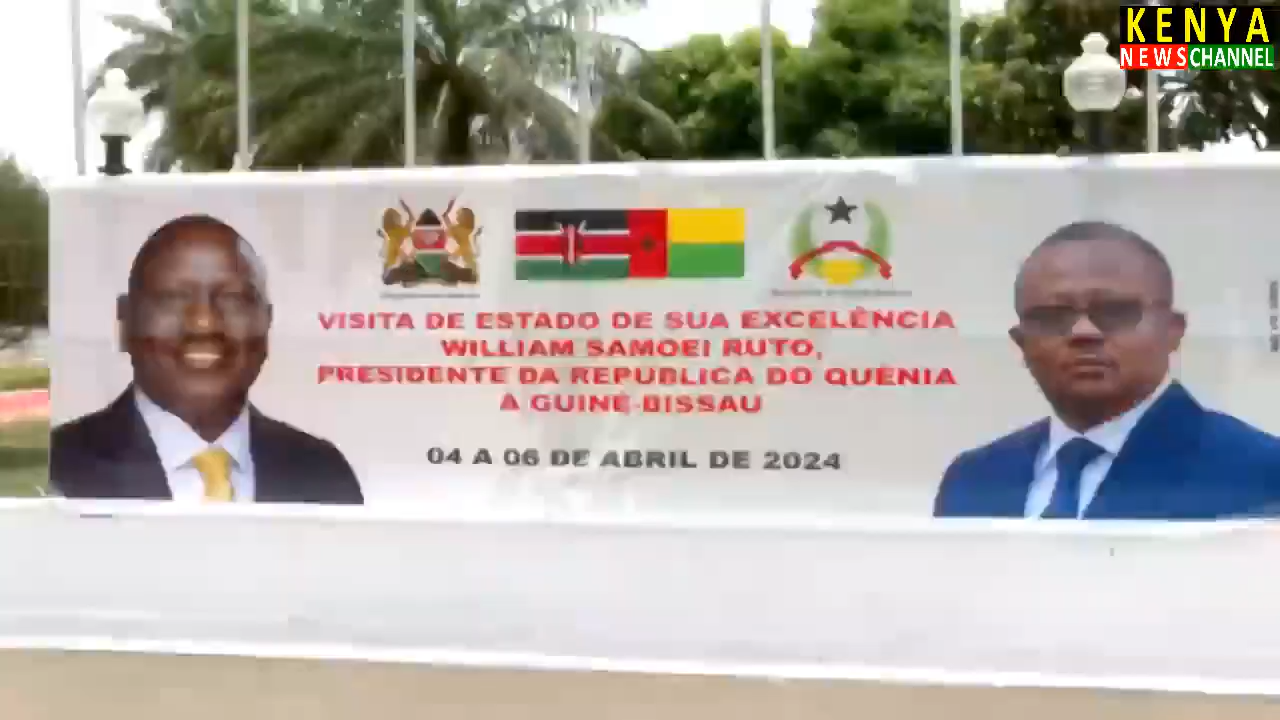 KENYA
NEWS CHANNEL
VISITA DE ESTADO DE SUA EXCELÊNCIA
WILLIAM SAMOEI RUTO,
PRESIDENTE DA REPUBLICA DO QUÉNIA
À GUINÉ-BISSAU
04 A 06 DE ABRIL DE 2024